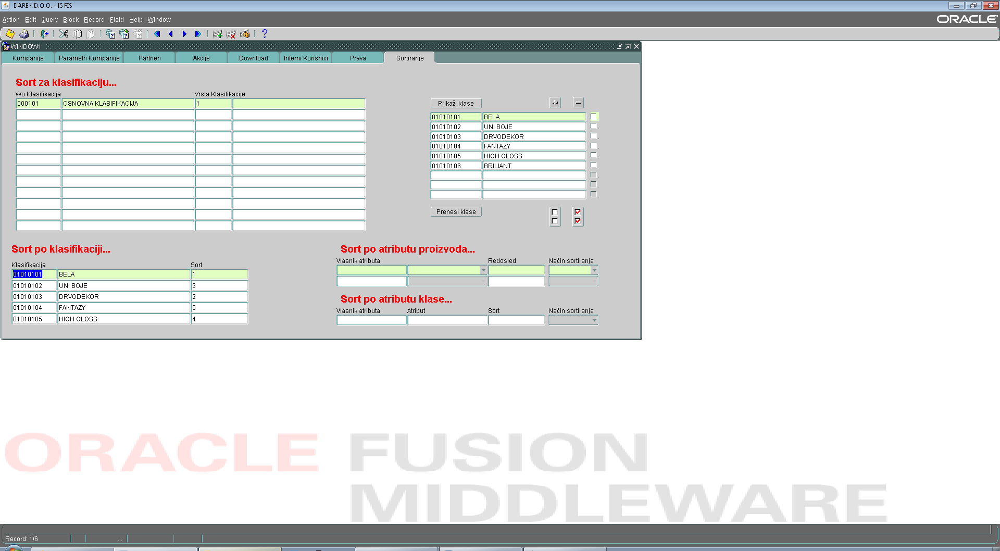 DAREX D.O.O. - IS FIS
Action Edit Query Block Record Field Help Window
ORACLE
WINDOW1
Kompanije Parametri Kompanije Partneri Akcije Download Interni Korisnici Prava Sortiranje
Sort za klasifikaciju...
Wo Klasifikacija Vrsta Klasifikacije
000101 OSNOVNA KLASIFIKACIJA 1
Prikaži klase
01010101 BELA
01010102 UNI BOJE
01010103 DRVODEKOR
01010104 FANTAZY
01010105 HIGH GLOSS
01010106 BRILIANT
Prenesi klase
Sort po klasifikaciji...
Klasifikacija Sort
01010101 BELA 1
01010102 UNI BOJE 3
01010103 DRVODEKOR 2
01010104 FANTAZY 5
01010105 HIGH GLOSS 4
Sort po atributu proizvoda...
Vlasnik atributa Redosled Način sortiranja
Sort po atributu klase...
Vlasnik atributa Atribut Sort Način sortiranja
ORACLE FUSION
MIDDLEWARE
Record: 1/6 ...